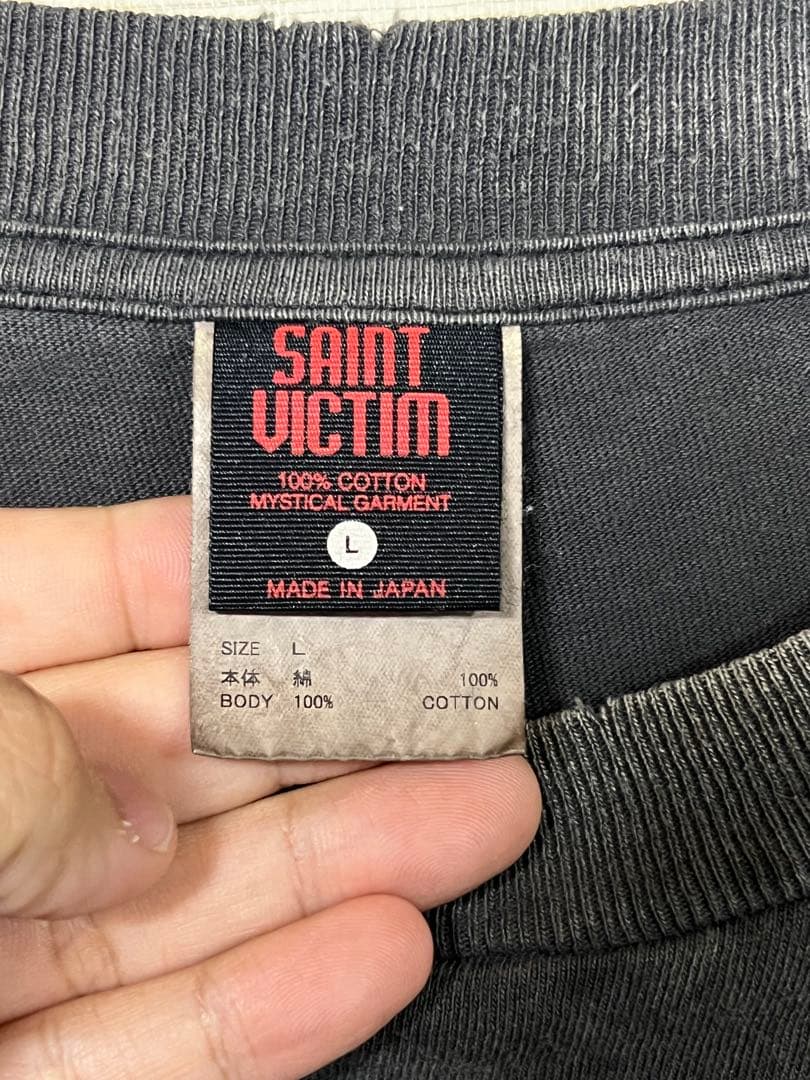 SAINT
VICTIM
100% COTTON
MYSTICAL GARMENT
L
MADE IN JAPAN
SIZE L
本体 綿 100%
BODY 100% COTTON